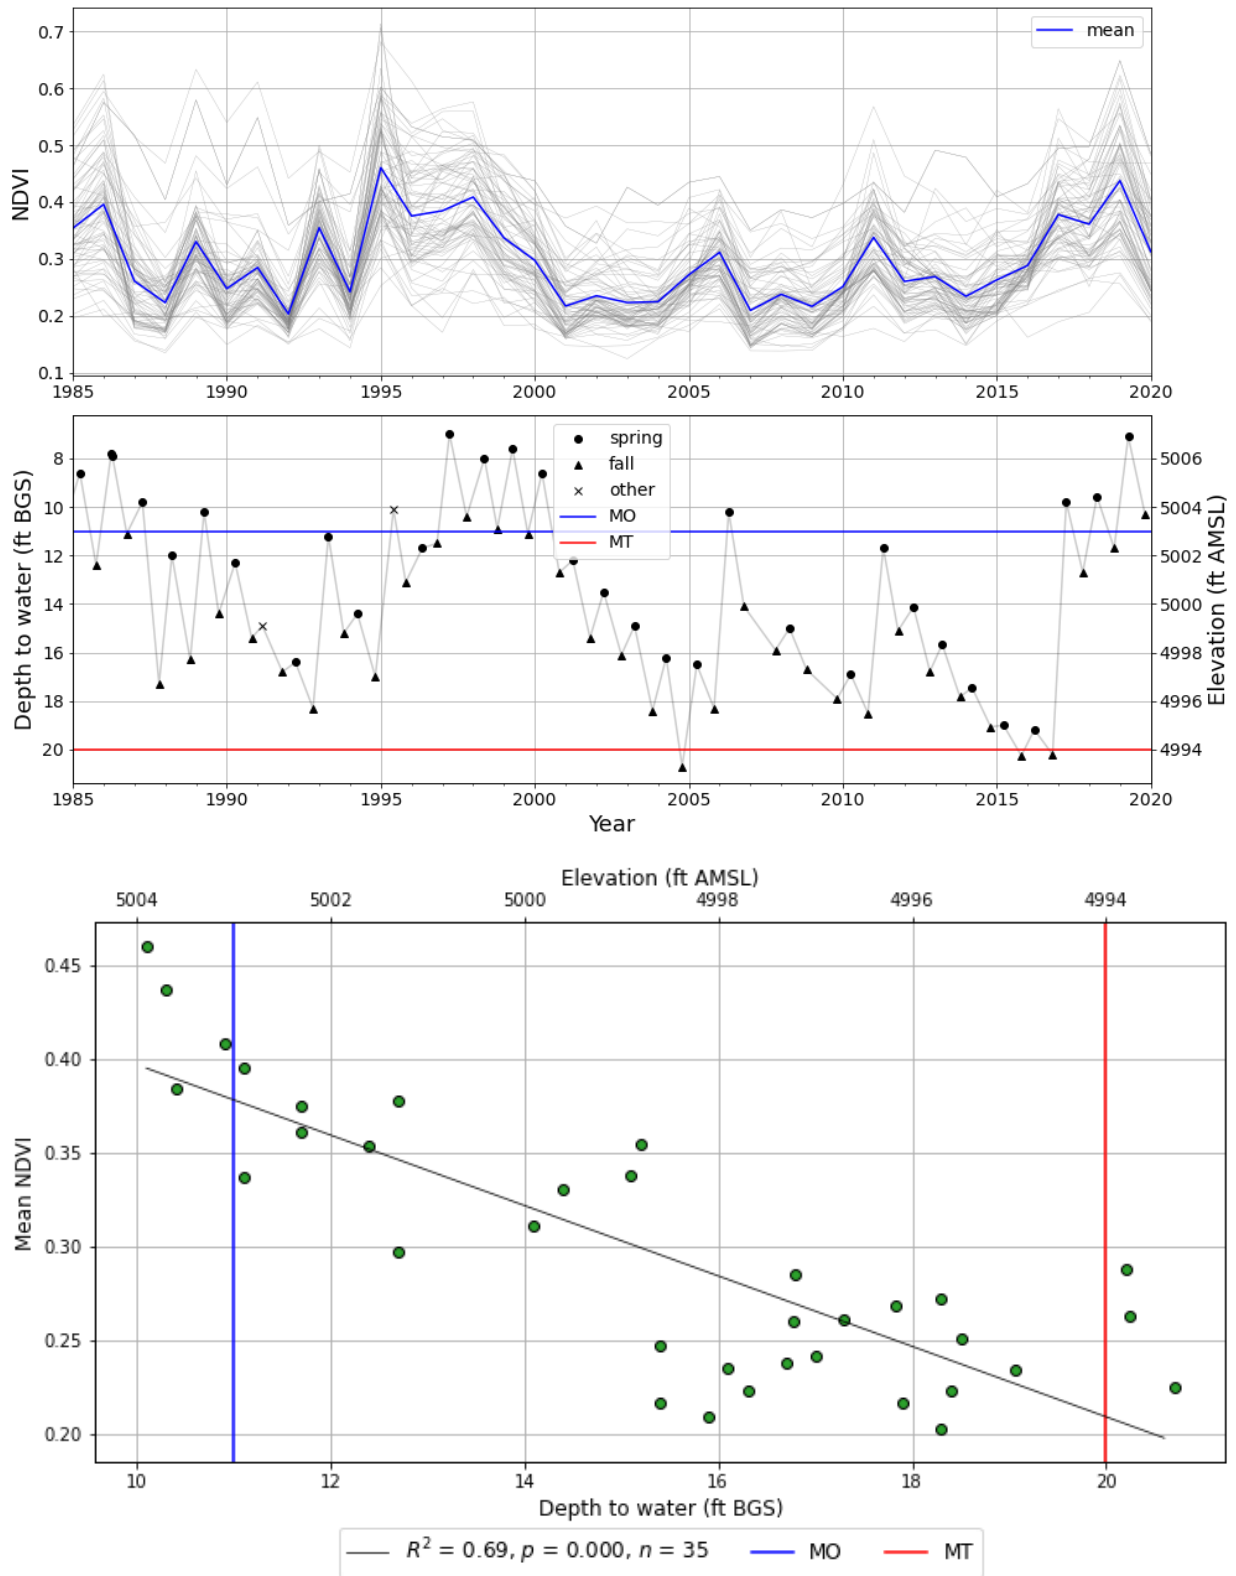 0.7
mean
0.6
0.5
NDVI
0.4
0.3
0.2
0.1
1985 1990 1995 2000 2005 2010 2015 2020
spring
fall
other
MO
MT
Depth to water (ft BGS)
8
10
12
14
16
18
20
5006
5004
5002
5000
4998
4996
4994
Elevation (ft AMSL)
1985 1990 1995 2000 2005 2010 2015 2020
Year
Elevation (ft AMSL)
5004 5002 5000 4998 4996 4994
Mean NDVI
0.45
0.40
0.35
0.30
0.25
0.20
10 12 14 16 18 20
Depth to water (ft BGS)
R² = 0.69, p = 0.000, n = 35 MO MT